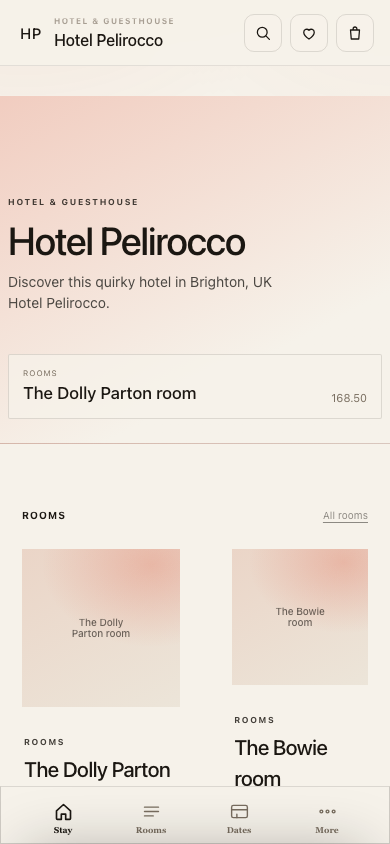 HP
HOTEL & GUESTHOUSE
Hotel Pelirocco
HOTEL & GUESTHOUSE
Hotel Pelirocco
Discover this quirky hotel in Brighton, UK
Hotel Pelirocco.
ROOMS
The Dolly Parton room
168.50
ROOMS
All rooms
The Dolly
Parton room
ROOMS
The Dolly Parton
The Bowie
room
ROOMS
The Bowie
room
Stay
Rooms
Dates
More